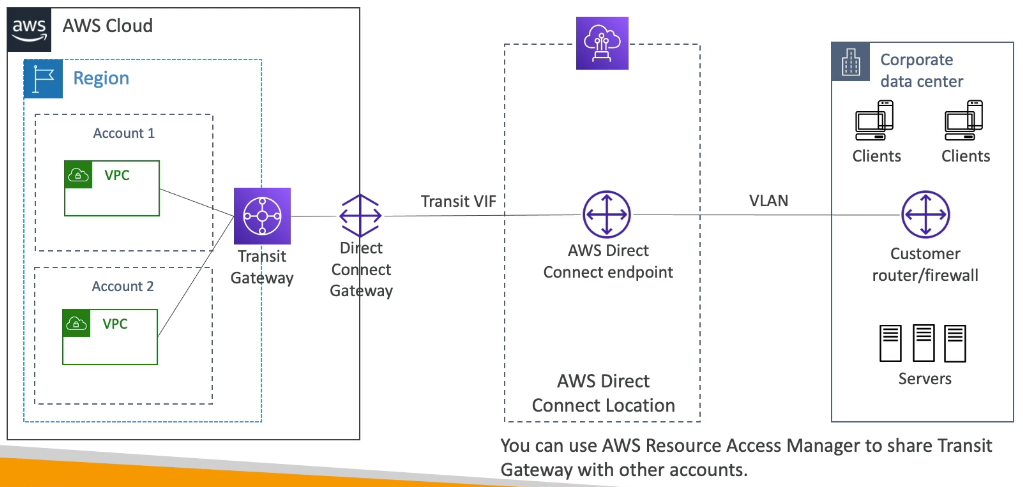 aws
AWS Cloud
Region
Account 1
VPC
Account 2
VPC
Transit
Gateway
Direct
Connect
Gateway
Transit VIF
AWS Direct
Connect endpoint
AWS Direct
Connect Location
VLAN
Corporate
data center
Clients
Clients
Customer
router/firewall
Servers
You can use AWS Resource Access Manager to share Transit
Gateway with other accounts.